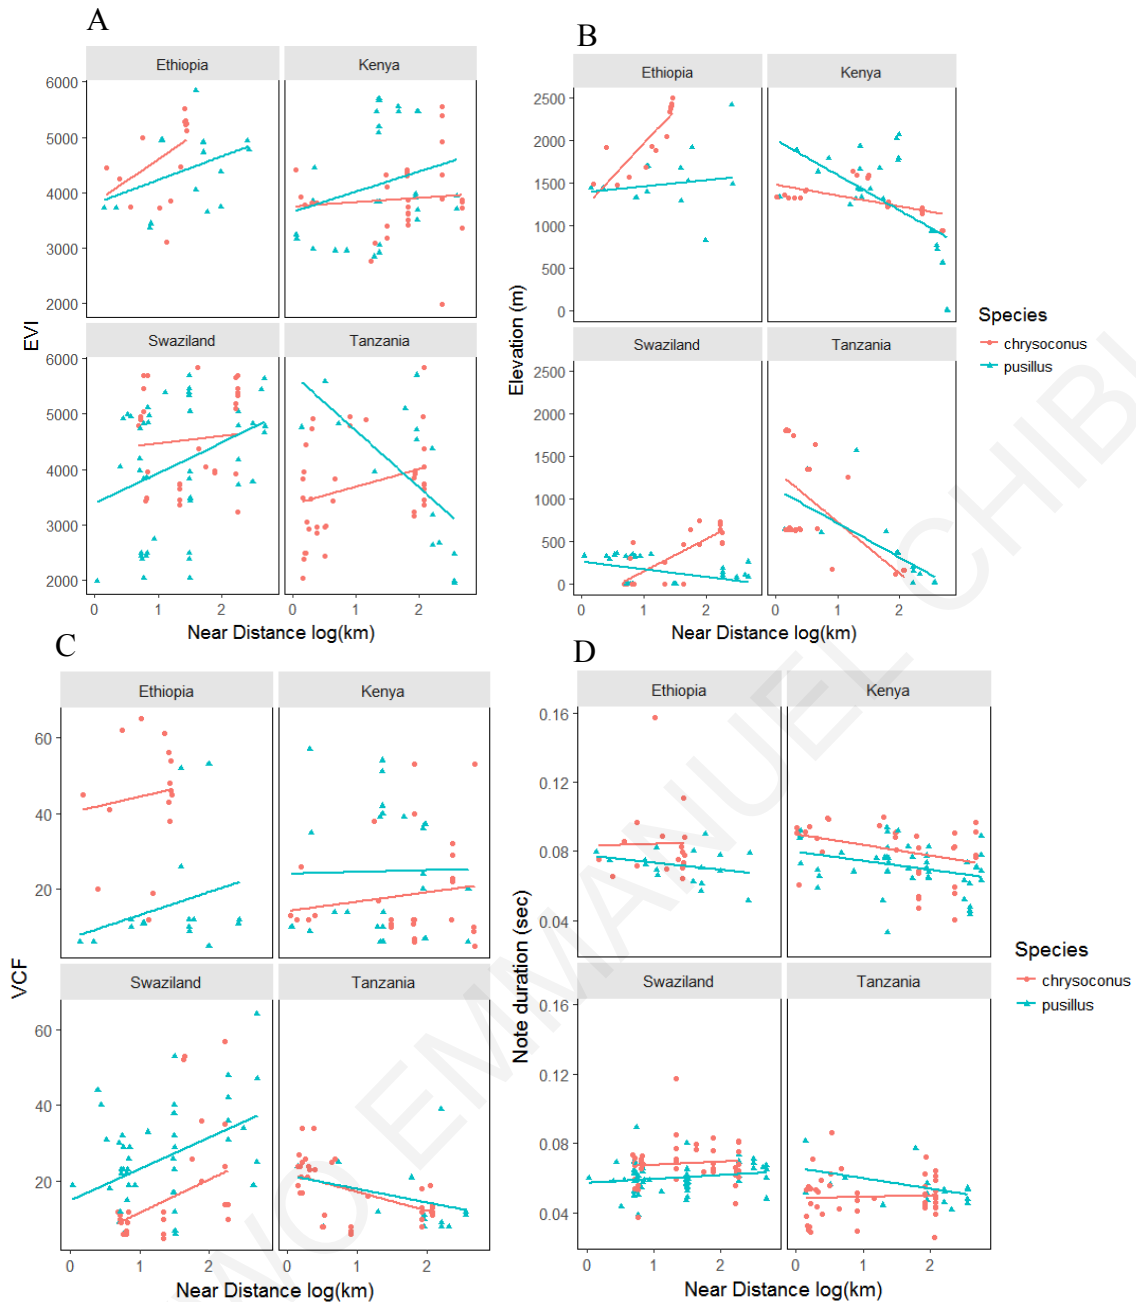 A
B
Ethiopia
Kenya
6000
5000
4000
3000
2000
Swaziland
Tanzania
6000
5000
4000
3000
2000
EVI
0
1
2
0
1
2
Near Distance log(km)
Ethiopia
Kenya
2500
2000
1500
1000
500
0
Swaziland
Tanzania
2500
2000
1500
1000
500
0
Elevation (m)
0
1
2
0
1
2
Near Distance log(km)
Species
chrysoconus
pusillus
C
D
Ethiopia
Kenya
60
40
20
Swaziland
Tanzania
60
40
20
VCF
0
1
2
0
1
2
Near Distance log(km)
Ethiopia
Kenya
0.16
0.12
0.08
0.04
Swaziland
Tanzania
0.16
0.12
0.08
0.04
Note duration (sec)
0
1
2
0
1
2
Near Distance log(km)
Species
chrysoconus
pusillus
EMMANUEL